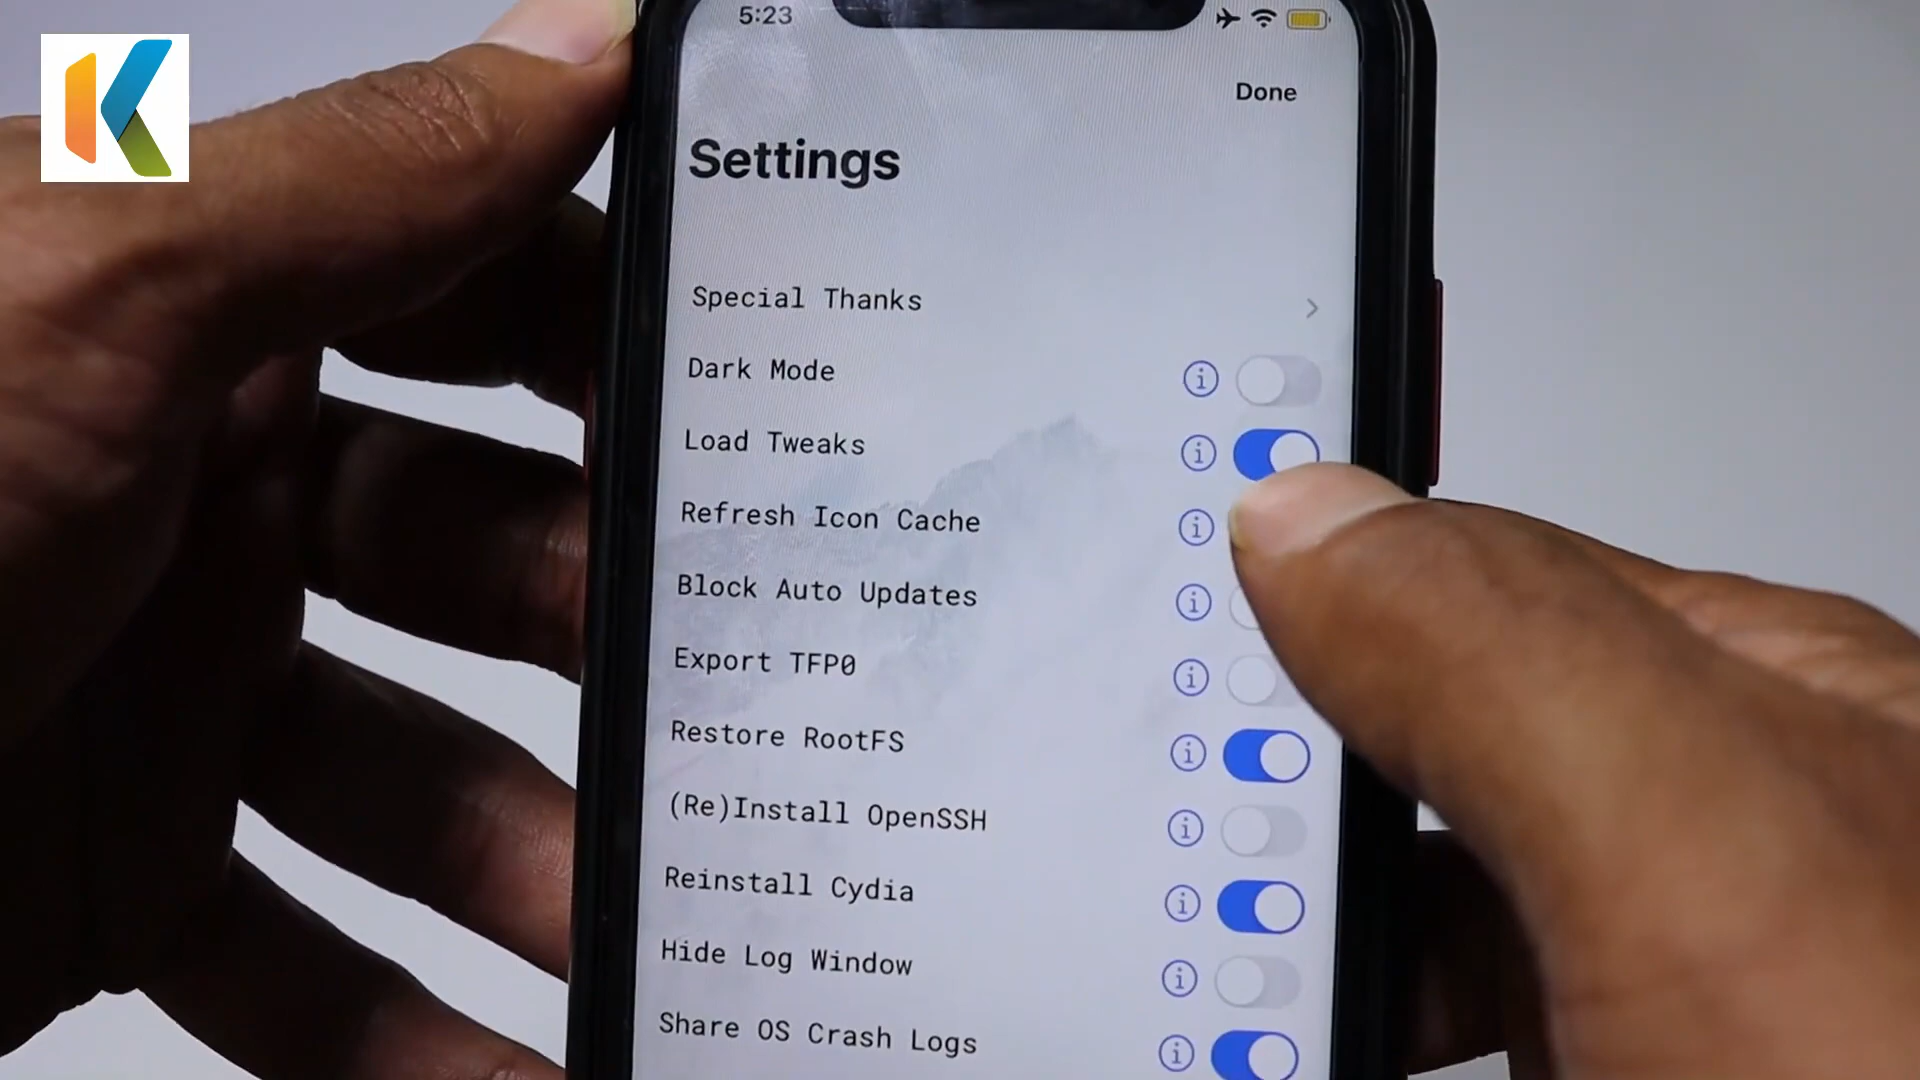 5:23
Done
Settings
Special Thanks
Dark Mode
Load Tweaks
Refresh Icon Cache
Block Auto Updates
Export TFP0
Restore RootFS
(Re)Install OpenSSH
Reinstall Cydia
Hide Log Window
Share OS Crash Logs